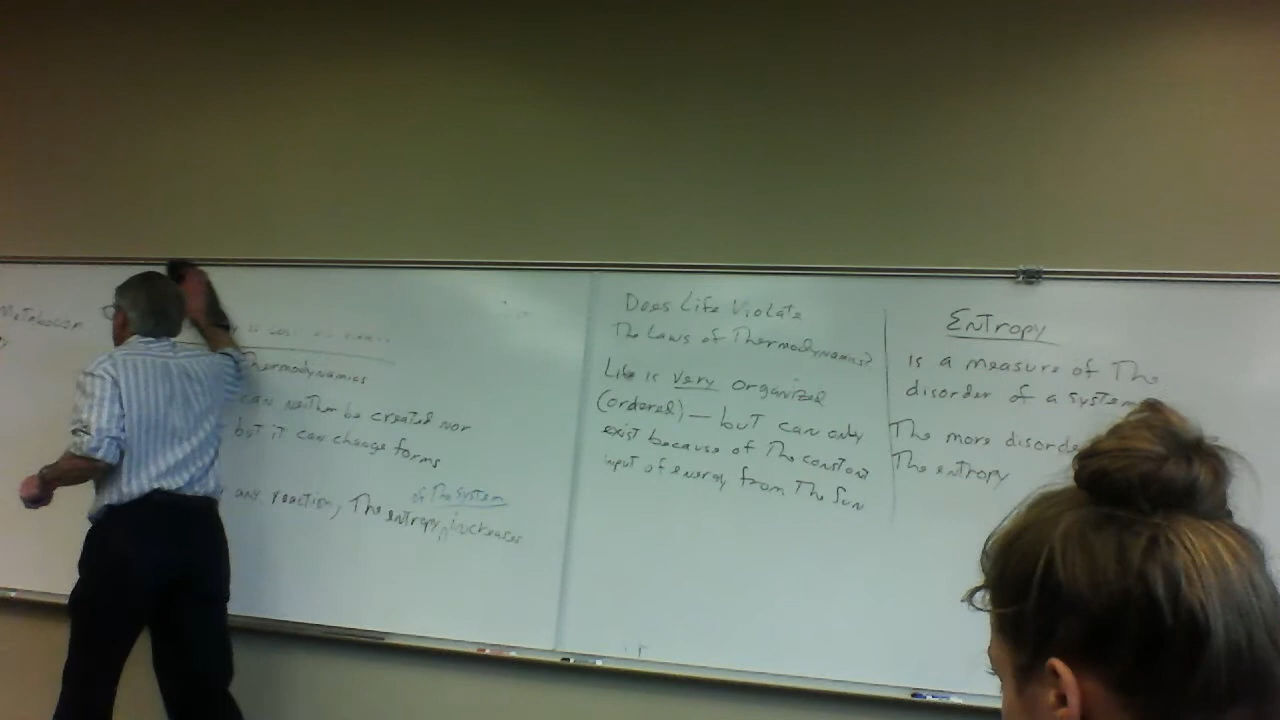 Metabolism
Thermodynamics
can neither be created nor
but it can change forms
of The System
any reaction, The entropy ^ increases
Does Life Violate
The Laws of Thermodynamics?
Life is very organized
(ordered) — but can only
exist because of The constant
input of energy from The Sun
Entropy
is a measure of The
disorder of a system
The more disorde
The entropy